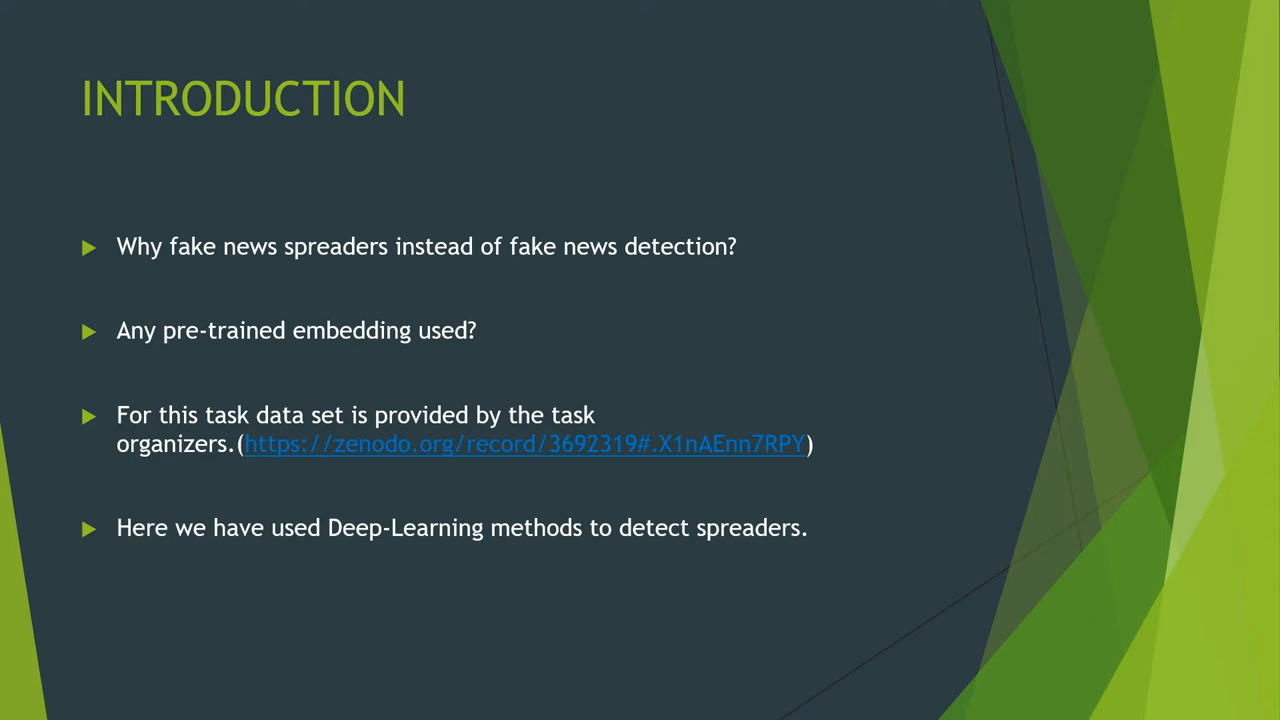 INTRODUCTION
Why fake news spreaders instead of fake news detection?
Any pre-trained embedding used?
For this task data set is provided by the task
organizers.(https://zenodo.org/record/3692319#.X1nAEnn7RPY)
Here we have used Deep-Learning methods to detect spreaders.